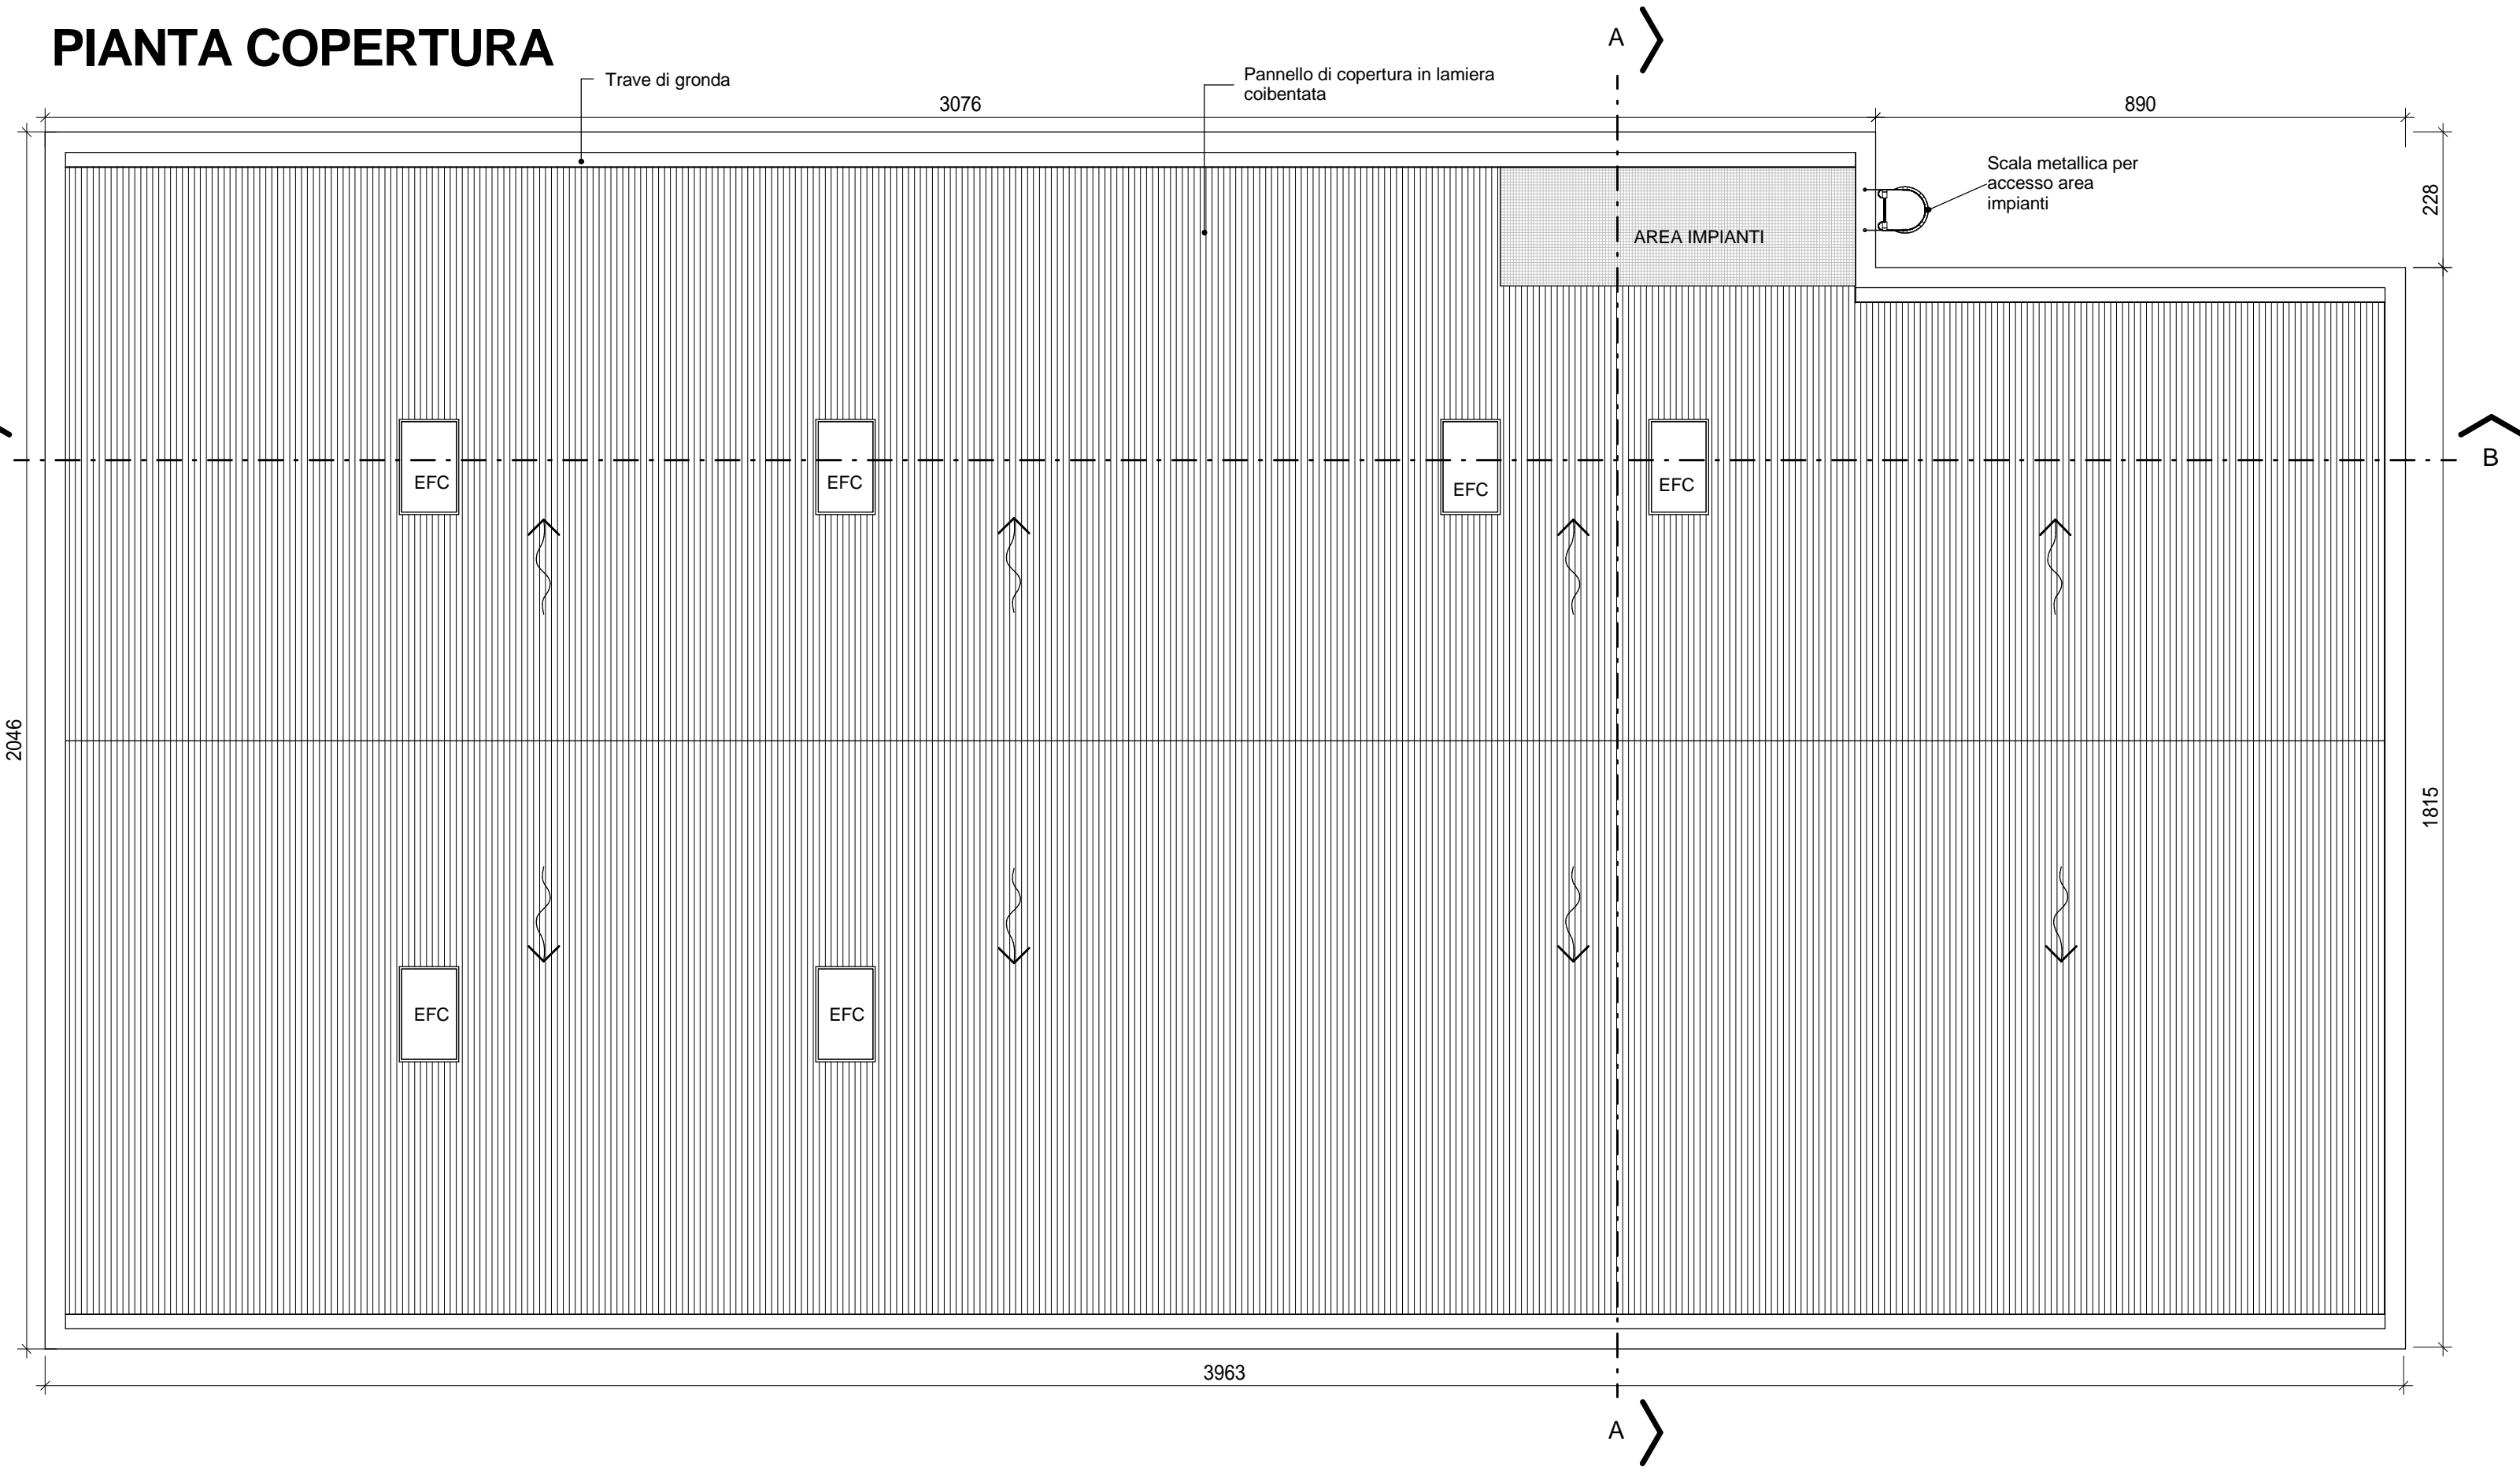 PIANTA COPERTURA
A
Trave di gronda
Pannello di copertura in lamiera
coibentata
3076
890
Scala metallica per
accesso area
impianti
228
AREA IMPIANTI
EFC
EFC
EFC
EFC
B
2046
1815
EFC
EFC
3963
A